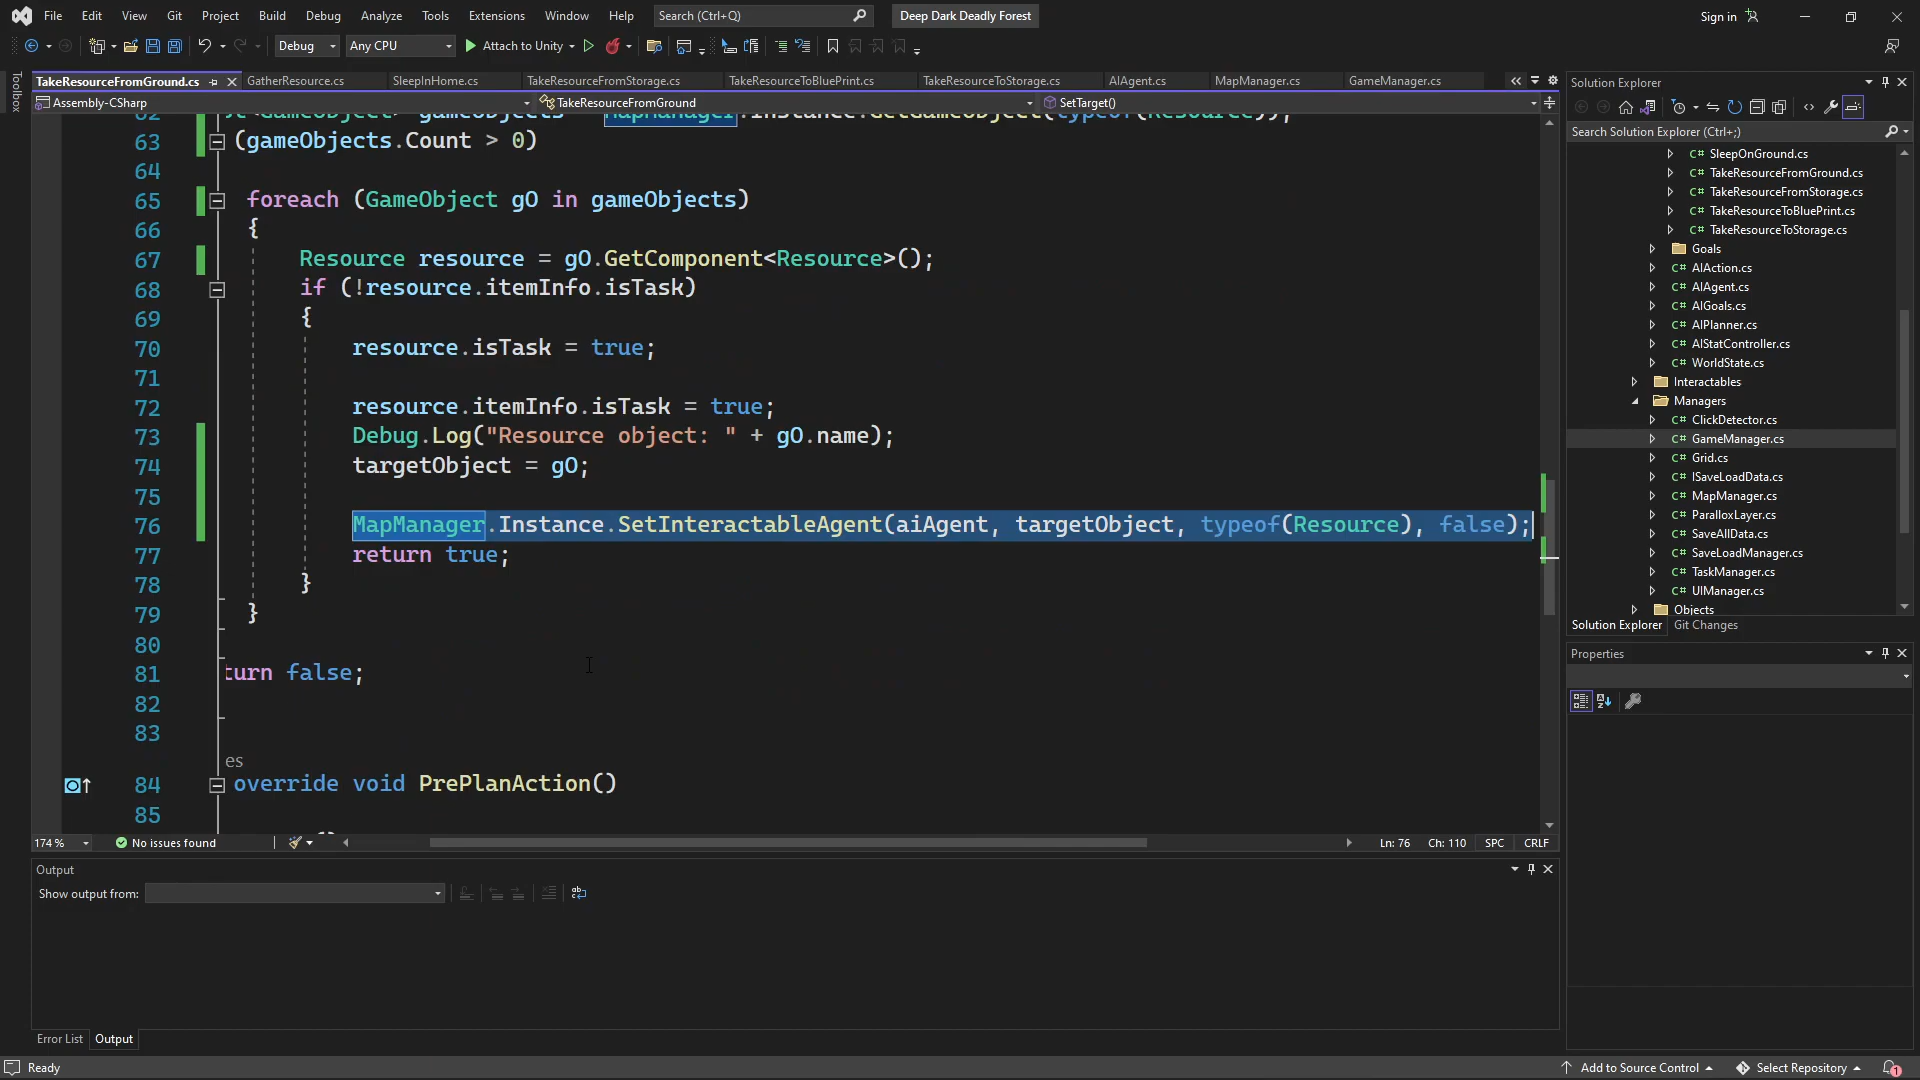 File Edit View Git Project Build Debug Analyze Tools Extensions Window Help Search (Ctrl+Q) Deep Dark Deadly Forest Sign in
Debug Any CPU Attach to Unity
Toolbox
TakeResourceFromGround.cs GatherResource.cs SleepInHome.cs TakeResourceFromStorage.cs TakeResourceToBluePrint.cs TakeResourceToStorage.cs AIAgent.cs MapManager.cs GameManager.cs
Assembly-CSharp TakeResourceFromGround SetTarget()
62 t<GameObject> gameObjects = MapManager.Instance.GetGameObject(typeof(Resource));
63 (gameObjects.Count > 0)
64
65 foreach (GameObject gO in gameObjects)
66 {
67 Resource resource = gO.GetComponent<Resource>();
68 if (!resource.itemInfo.isTask)
69 {
70 resource.isTask = true;
71
72 resource.itemInfo.isTask = true;
73 Debug.Log("Resource object: " + gO.name);
74 targetObject = gO;
75
76 MapManager.Instance.SetInteractableAgent(aiAgent, targetObject, typeof(Resource), false);
77 return true;
78 }
79 }
80
81 turn false;
82
83
es
84 override void PrePlanAction()
85
174 % No issues found Ln: 76 Ch: 110 SPC CRLF
Output
Show output from:
Error List Output
Solution Explorer
Search Solution Explorer (Ctrl+;)
C# SleepOnGround.cs
C# TakeResourceFromGround.cs
C# TakeResourceFromStorage.cs
C# TakeResourceToBluePrint.cs
C# TakeResourceToStorage.cs
Goals
C# AIAction.cs
C# AIAgent.cs
C# AIGoals.cs
C# AIPlanner.cs
C# AIStatController.cs
C# WorldState.cs
Interactables
Managers
C# ClickDetector.cs
C# GameManager.cs
C# Grid.cs
C# ISaveLoadData.cs
C# MapManager.cs
C# ParalloxLayer.cs
C# SaveAllData.cs
C# SaveLoadManager.cs
C# TaskManager.cs
C# UIManager.cs
Objects
Solution Explorer Git Changes
Properties
Ready Add to Source Control Select Repository 1